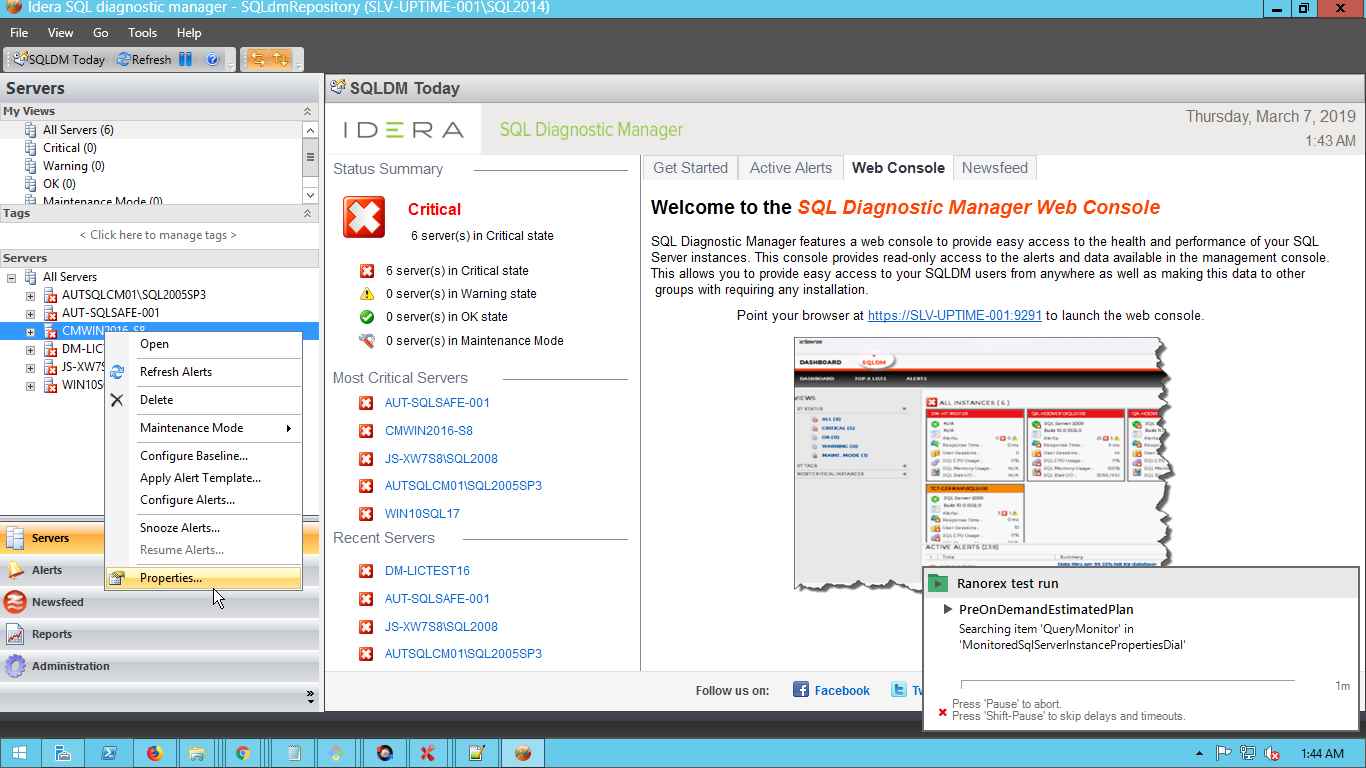 Idera SQL diagnostic manager - SQLdmRepository (SLV-UPTIME-001\SQL2014)
File View Go Tools Help
SQLDM Today Refresh
Servers
My Views
All Servers (6)
Critical (0)
Warning (0)
OK (0)
Maintenance Mode (0)
Tags
< Click here to manage tags >
Servers
All Servers
AUTSQLCM01\SQL2005SP3
AUT-SQLSAFE-001
CMWIN2016-S8
DM-LICT
JS-XW7S
WIN10S
Open
Refresh Alerts
Delete
Maintenance Mode
Configure Baseline...
Apply Alert Template...
Configure Alerts...
Snooze Alerts...
Resume Alerts...
Properties...
Servers
Alerts
Newsfeed
Reports
Administration
SQLDM Today
IDERA SQL Diagnostic Manager
Thursday, March 7, 2019
1:43 AM
Status Summary
Critical
6 server(s) in Critical state
6 server(s) in Critical state
0 server(s) in Warning state
0 server(s) in OK state
0 server(s) in Maintenance Mode
Most Critical Servers
AUT-SQLSAFE-001
CMWIN2016-S8
JS-XW7S8\SQL2008
AUTSQLCM01\SQL2005SP3
WIN10SQL17
Recent Servers
DM-LICTEST16
AUT-SQLSAFE-001
JS-XW7S8\SQL2008
AUTSQLCM01\SQL2005SP3
Get Started Active Alerts Web Console Newsfeed
Welcome to the SQL Diagnostic Manager Web Console
SQL Diagnostic Manager features a web console to provide easy access to the health and performance of your SQL
Server instances. This console provides read-only access to the alerts and data available in the management console.
This allows you to provide easy access to your SQLDM users from anywhere as well as making this data to other
groups with requiring any installation.
Point your browser at https://SLV-UPTIME-001:9291 to launch the web console.
DASHBOARD SQLDM
DASHBOARD TOP X LISTS ALERTS
ALL INSTANCES [ 6 ]
Follow us on: Facebook Tw
Ranorex test run
PreOnDemandEstimatedPlan
Searching item 'QueryMonitor' in
'MonitoredSqlServerInstancePropertiesDial'
1m
Press 'Pause' to abort.
Press 'Shift-Pause' to skip delays and timeouts.
1:44 AM